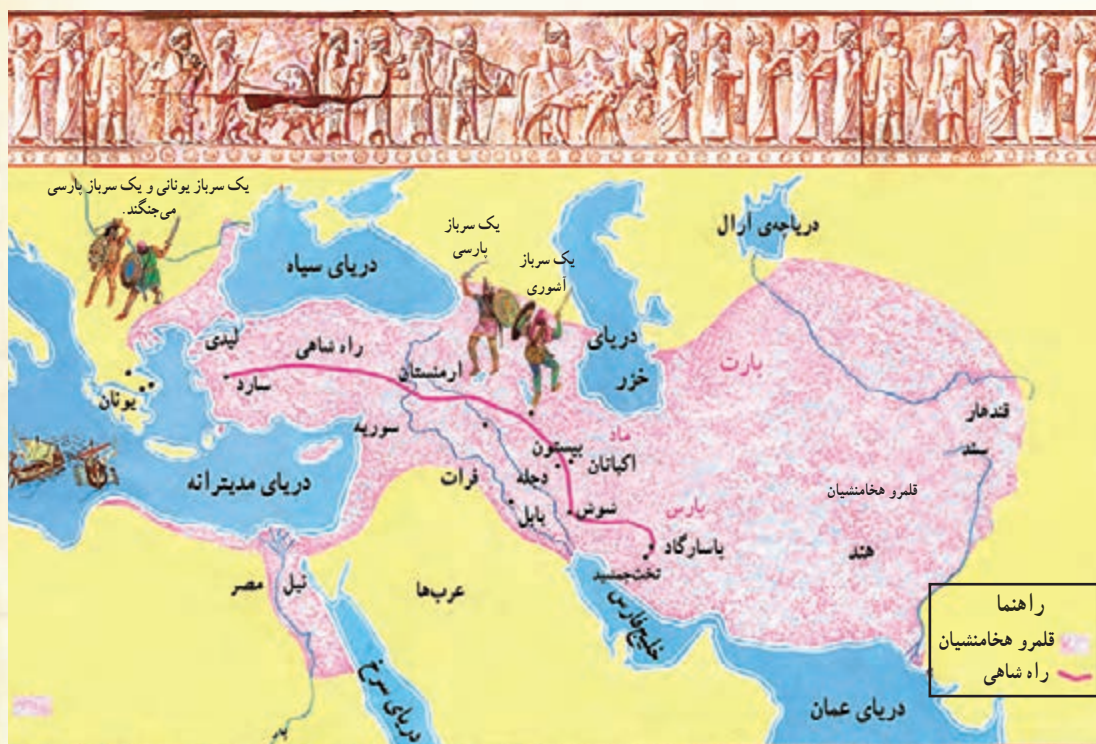 یک سرباز یونانی و یک سرباز پارسی
می‌جنگند.
یک سرباز
پارسی
یک سرباز
آشوری
دریاچه‌ی آرال
دریای سیاه
دریای
خزر
لیدی
راه شاهی
ارمنستان
سارد
یونان
سوریه
پارت
قندهار
سند
ماد
بیستون
اکباتان
دجله
فرات
بابل
شوش
پارس
پاسارگاد
تخت‌جمشید
قلمرو هخامنشیان
هند
دریای مدیترانه
مصر
نیل
عرب‌ها
خلیج‌فارس
دریای سرخ
دریای عمان
راهنما
قلمرو هخامنشیان
راه شاهی